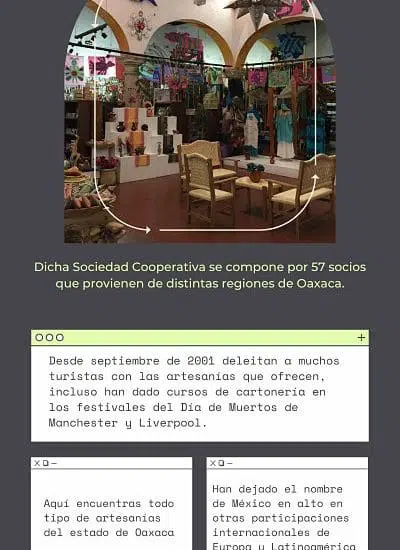 Dicha Sociedad Cooperativa se compone por 57 socios
que provienen de distintas regiones de Oaxaca.
Desde septiembre de 2001 deleitan a muchos
turistas con las artesanías que ofrecen,
incluso han dado cursos de cartonería en
los festivales del Día de Muertos de
Manchester y Liverpool.
Aquí encuentras todo
tipo de artesanías
del estado de Oaxaca
Han dejado el nombre
de México en alto en
otras participaciones
internacionales de
Europa y Latinoamérica